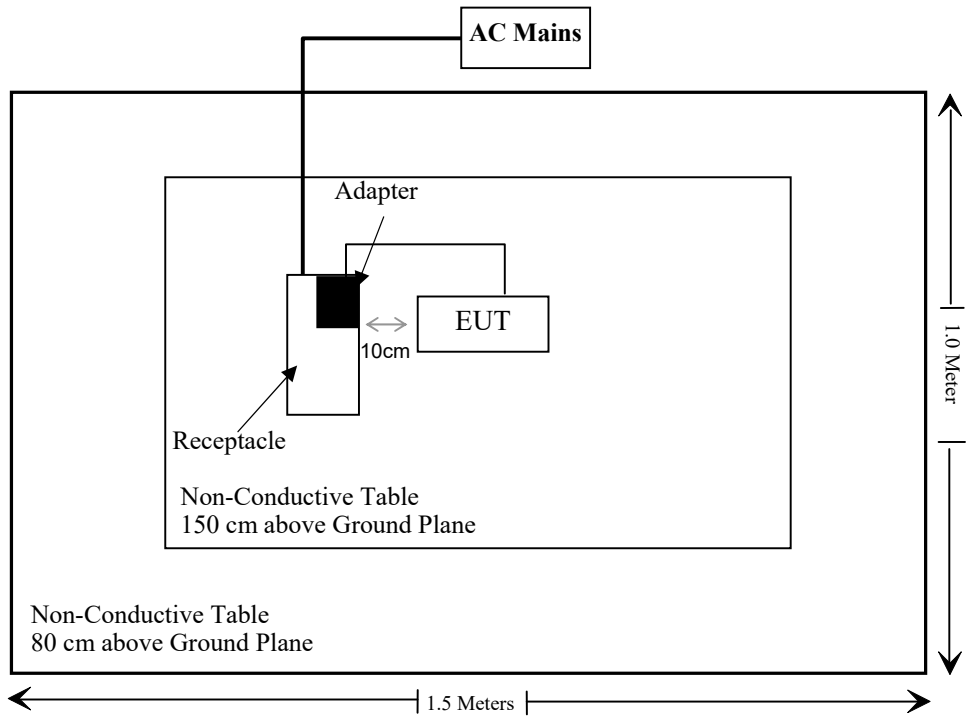 AC Mains
Adapter
EUT
10cm
Receptacle
Non-Conductive Table
150 cm above Ground Plane
Non-Conductive Table
80 cm above Ground Plane
1.0 Meter
1.5 Meters